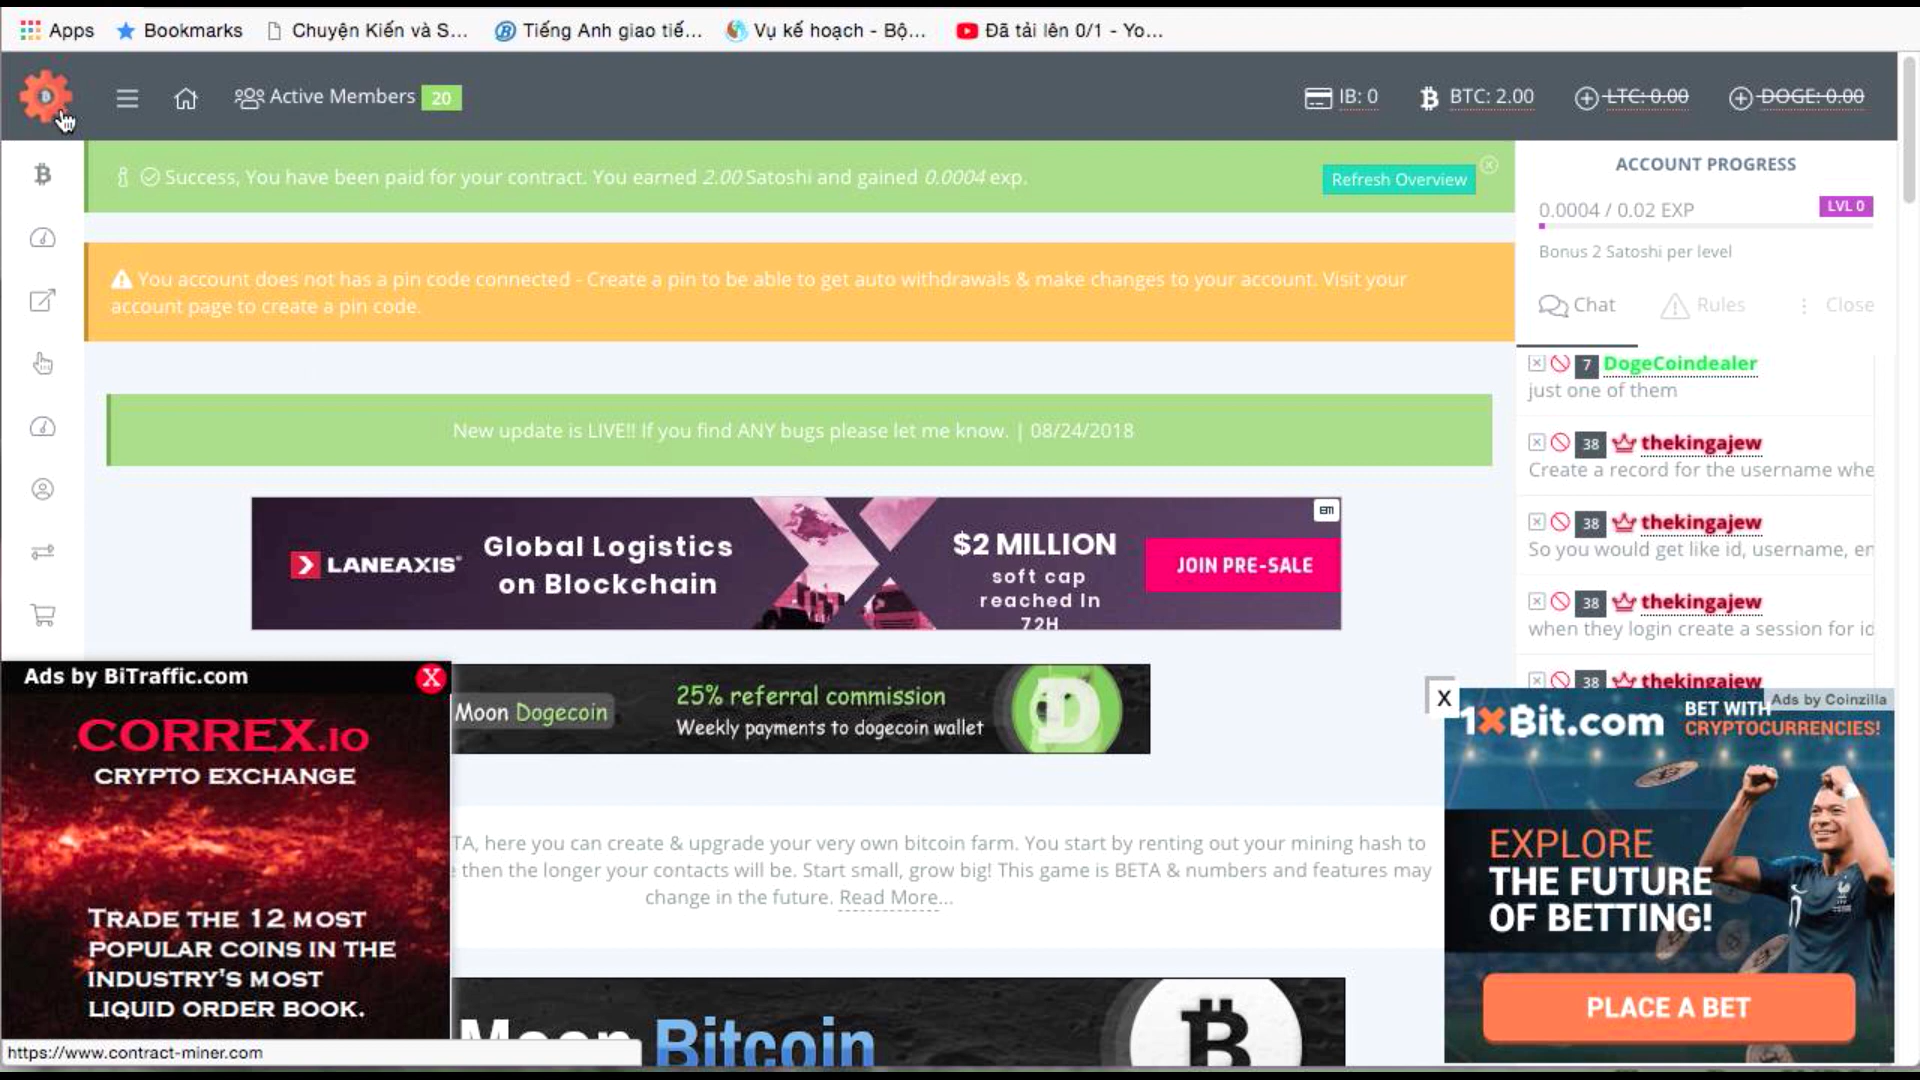 Apps
Bookmarks
Chuyện Kiến và S...
Tiếng Anh giao tiế...
Vụ kế hoạch - Bộ...
Đã tải lên 0/1 - Yo...
Active Members 20
IB: 0
BTC: 2.00
LTC: 0.00
DOGE: 0.00
Success, You have been paid for your contract. You earned 2.00 Satoshi and gained 0.0004 exp.
Refresh Overview
You account does not has a pin code connected - Create a pin to be able to get auto withdrawals & make changes to your account. Visit your
account page to create a pin code.
New update is LIVE!! If you find ANY bugs please let me know. | 08/24/2018
ACCOUNT PROGRESS
0.0004 / 0.02 EXP
LVL 0
Bonus 2 Satoshi per level
Chat
Rules
Close
7 DogeCoindealer
just one of them
38 thekingajew
Create a record for the username whe
38 thekingajew
So you would get like id, username, en
38 thekingajew
when they login create a session for id
38 thekingajew
LANEAXIS
Global Logistics
on Blockchain
$2 MILLION
soft cap
reached In
72H
JOIN PRE-SALE
Moon Dogecoin
25% referral commission
Weekly payments to dogecoin wallet
TA, here you can create & upgrade your very own bitcoin farm. You start by renting out your mining hash to
then the longer your contacts will be. Start small, grow big! This game is BETA & numbers and features may
change in the future. Read More...
Moon Bitcoin
Ads by BiTraffic.com
X
CORREX.IO
CRYPTO EXCHANGE
TRADE THE 12 MOST
POPULAR COINS IN THE
INDUSTRY'S MOST
LIQUID ORDER BOOK.
https://www.contract-miner.com
X
Ads by Coinzilla
1XBit.com
BET WITH
CRYPTOCURRENCIES!
EXPLORE
THE FUTURE
OF BETTING!
PLACE A BET